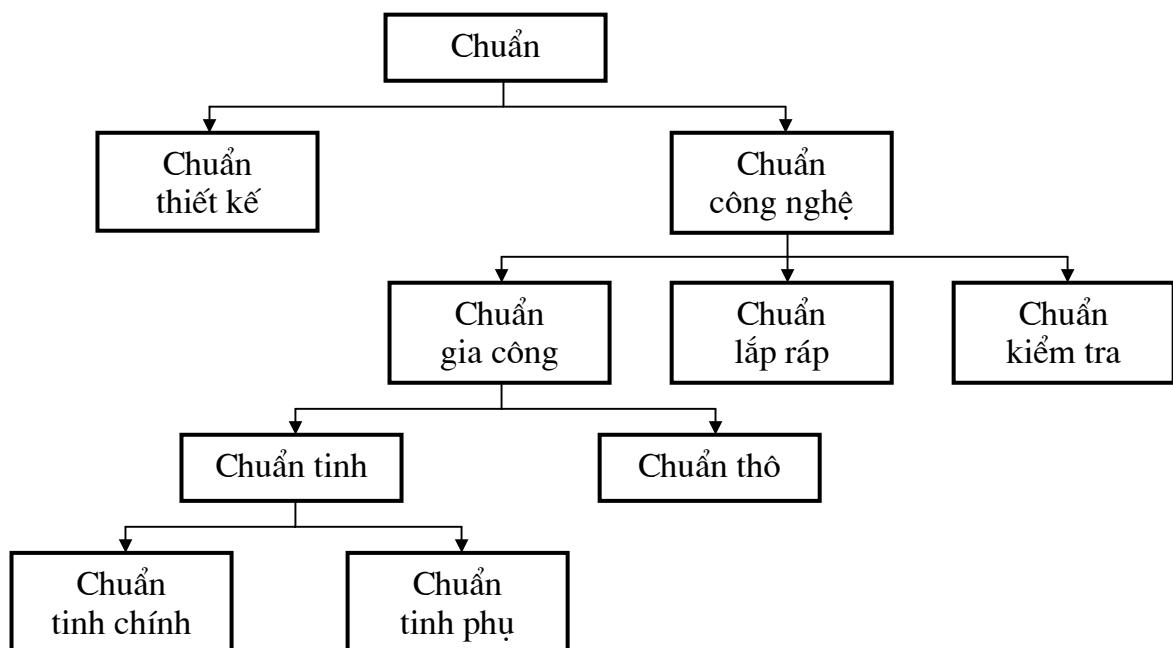 Chuẩn
Chuẩn
thiết kế
Chuẩn
công nghệ
Chuẩn
gia công
Chuẩn
lắp ráp
Chuẩn
kiểm tra
Chuẩn tinh
Chuẩn thô
Chuẩn
tinh chính
Chuẩn
tinh phụ